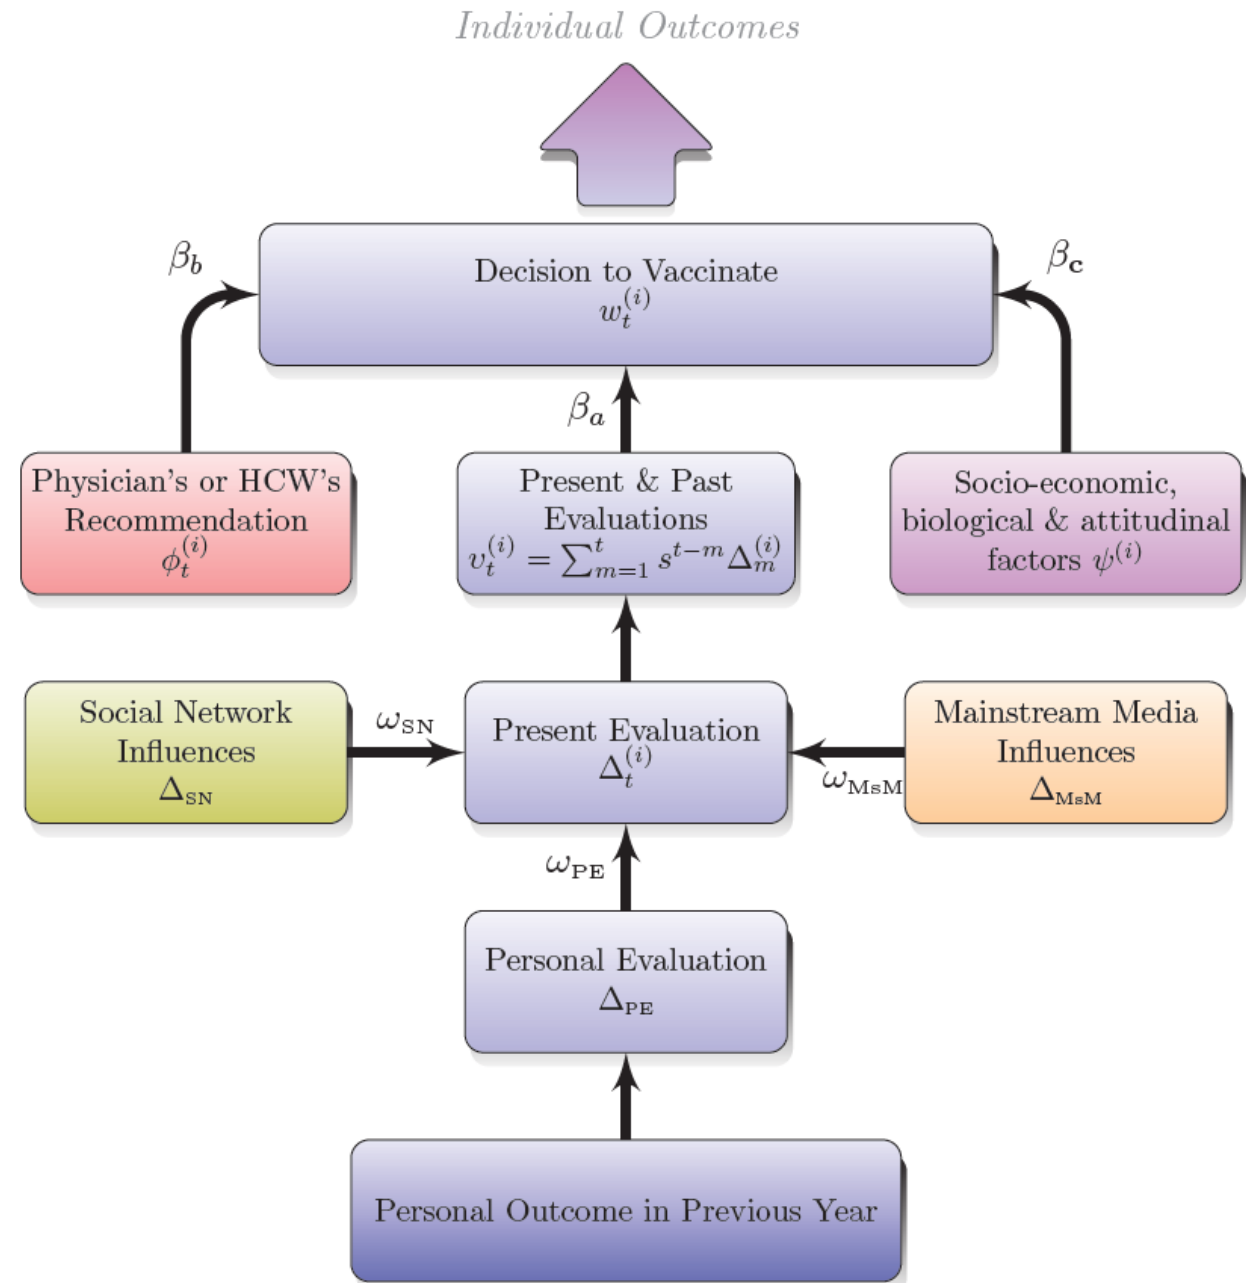 Individual Outcomes
β_b
β_c
Decision to Vaccinate
w_t^{(i)}
β_a
Physician's or HCW's
Recommendation
ϕ_t^{(i)}
Present & Past
Evaluations
υ_t^{(i)} = ∑_{m=1}^{t} s^{t−m} Δ_m^{(i)}
Socio-economic,
biological & attitudinal
factors ψ^{(i)}
Social Network
Influences
Δ_SN
ω_SN
Present Evaluation
Δ_t^{(i)}
ω_MsM
Mainstream Media
Influences
Δ_MsM
ω_PE
Personal Evaluation
Δ_PE
Personal Outcome in Previous Year